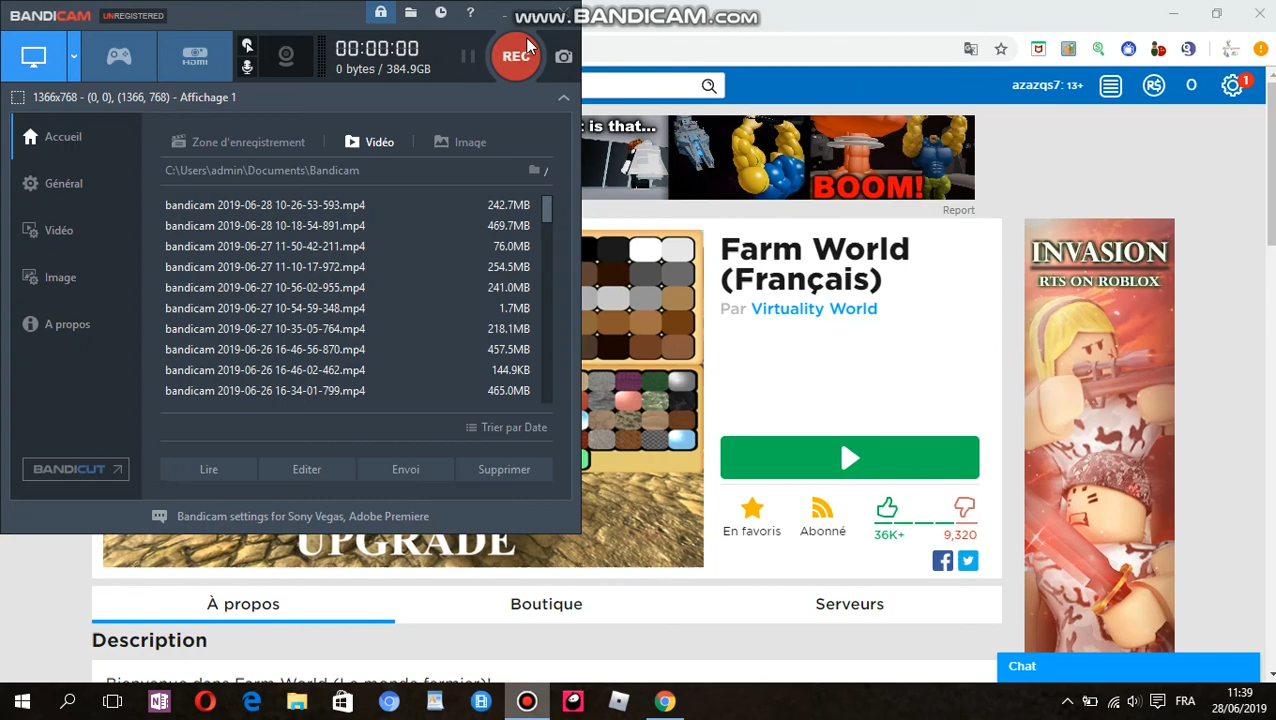 BANDICAM UNREGISTERED
www.BANDICAM.com
HDMI
00:00:00
REC
0 bytes / 384.9GB
1366x768 - (0, 0), (1366, 768) - Affichage 1
Accueil
Général
Vidéo
Image
A propos
BANDICUT
Zone d'enregistrement
Vidéo
Image
C:\Users\admin\Documents\Bandicam
/
bandicam 2019-06-28 10-26-53-593.mp4 242.7MB
bandicam 2019-06-28 10-18-54-891.mp4 469.7MB
bandicam 2019-06-27 11-50-42-211.mp4 76.0MB
bandicam 2019-06-27 11-10-17-972.mp4 254.5MB
bandicam 2019-06-27 10-56-02-955.mp4 241.0MB
bandicam 2019-06-27 10-54-59-348.mp4 1.7MB
bandicam 2019-06-27 10-35-05-764.mp4 218.1MB
bandicam 2019-06-26 16-46-56-870.mp4 457.5MB
bandicam 2019-06-26 16-46-02-462.mp4 144.9KB
bandicam 2019-06-26 16-34-01-799.mp4 465.0MB
Trier par Date
Lire Editer Envoi Supprimer
Bandicam settings for Sony Vegas, Adobe Premiere
azazqs7: 13+
R$
0
1
t is that...
BOOM!
Report
Farm World
(Français)
Par Virtuality World
En favoris
Abonné
36K+
9,320
INVASION
RTS ON ROBLOX
UPGRADE
À propos
Boutique
Serveurs
Description
Bienvenue dans Farm World(Le monde fermier)!
Chat
FRA
11:39
28/06/2019